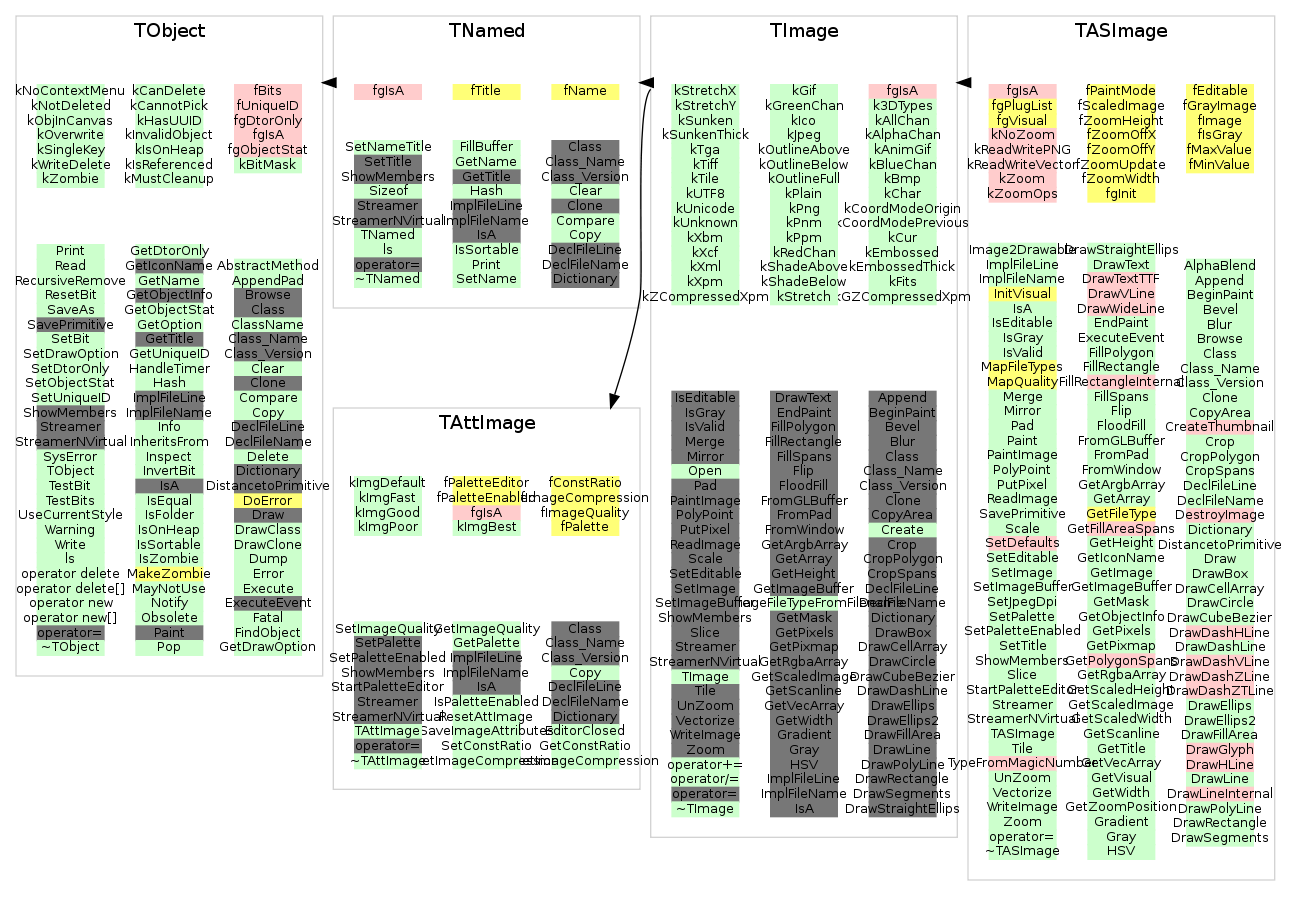 TObject
kNoContextMenu
kNotDeleted
kObjInCanvas
kOverwrite
kSingleKey
kWriteDelete
kZombie
kCanDelete
kCannotPick
kHasUUID
kInvalidObject
kIsOnHeap
kIsReferenced
kMustCleanup
fBits
fUniqueID
fgDtorOnly
fgIsA
fgObjectStat
kBitMask
Print
Read
RecursiveRemove
ResetBit
SaveAs
SavePrimitive
SetBit
SetDrawOption
SetDtorOnly
SetObjectStat
SetUniqueID
ShowMembers
Streamer
StreamerNVirtual
SysError
TObject
TestBit
TestBits
UseCurrentStyle
Warning
Write
ls
operator delete
operator delete[]
operator new
operator new[]
operator=
~TObject
GetDtorOnly
GetIconName
GetName
GetObjectInfo
GetObjectStat
GetOption
GetTitle
GetUniqueID
HandleTimer
Hash
ImplFileLine
ImplFileName
Info
InheritsFrom
Inspect
InvertBit
IsA
IsEqual
IsFolder
IsOnHeap
IsSortable
IsZombie
MakeZombie
MayNotUse
Notify
Obsolete
Paint
Pop
AbstractMethod
AppendPad
Browse
Class
ClassName
Class_Name
Class_Version
Clear
Clone
Compare
Copy
DeclFileLine
DeclFileName
Delete
Dictionary
DistancetoPrimitive
DoError
Draw
DrawClass
DrawClone
Dump
Error
Execute
ExecuteEvent
Fatal
FindObject
GetDrawOption
TNamed
fgIsA
fTitle
fName
SetNameTitle
SetTitle
ShowMembers
Sizeof
Streamer
StreamerNVirtual
TNamed
ls
operator=
~TNamed
FillBuffer
GetName
GetTitle
Hash
ImplFileLine
ImplFileName
IsA
IsSortable
Print
SetName
Class
Class_Name
Class_Version
Clear
Clone
Compare
Copy
DeclFileLine
DeclFileName
Dictionary
TAttImage
kImgDefault
kImgFast
kImgGood
kImgPoor
fPaletteEditor
fPaletteEnabled
fgIsA
kImgBest
fConstRatio
fImageCompression
fImageQuality
fPalette
SetImageQuality
SetPalette
SetPaletteEnabled
ShowMembers
StartPaletteEditor
Streamer
StreamerNVirtual
TAttImage
operator=
~TAttImage
GetImageQuality
GetPalette
ImplFileLine
ImplFileName
IsA
IsPaletteEnabled
ResetAttImage
SaveImageAttributes
SetConstRatio
etImageCompression
Class
Class_Name
Class_Version
Copy
DeclFileLine
DeclFileName
Dictionary
EditorClosed
GetConstRatio
etImageCompression
TImage
kStretchX
kStretchY
kSunken
kSunkenThick
kTga
kTiff
kTile
kUTF8
kUnicode
kUnknown
kXbm
kXcf
kXml
kXpm
kZCompressedXpm
kGif
kGreenChan
kIco
kJpeg
kOutlineAbove
kOutlineBelow
kOutlineFull
kPlain
kPng
kPnm
kPpm
kRedChan
kShadeAbove
kShadeBelow
kStretch
fgIsA
k3DTypes
kAllChan
kAlphaChan
kAnimGif
kBlueChan
kBmp
kChar
kCoordModeOrigin
kCoordModePrevious
kCur
kEmbossed
kEmbossedThick
kFits
kGZCompressedXpm
IsEditable
IsGray
IsValid
Merge
Mirror
Open
Pad
PaintImage
PolyPoint
PutPixel
ReadImage
Scale
SetEditable
SetImage
SetImageBuffer
ShowMembers
Slice
Streamer
StreamerNVirtual
TImage
Tile
UnZoom
Vectorize
WriteImage
Zoom
operator+=
operator/=
operator=
~TImage
DrawText
EndPaint
FillPolygon
FillRectangle
FillSpans
Flip
FloodFill
FromGLBuffer
FromPad
FromWindow
GetArgbArray
GetArray
GetHeight
GetImageBuffer
GetMask
GetPixels
GetPixmap
GetRgbaArray
GetScaledImage
GetScanline
GetVecArray
GetWidth
Gradient
Gray
HSV
ImplFileLine
ImplFileName
IsA
Append
BeginPaint
Bevel
Blur
Class
Class_Name
Class_Version
Clone
CopyArea
Create
Crop
CropPolygon
CropSpans
DeclFileLine
DeclFileName
Dictionary
DrawBox
DrawCellArray
DrawCircle
DrawCubeBezier
DrawDashLine
DrawEllips
DrawEllips2
DrawFillArea
DrawLine
DrawPolyLine
DrawRectangle
DrawSegments
DrawStraightEllips
TASImage
fgIsA
fgPlugList
fgVisual
kNoZoom
kReadWritePNG
kReadWriteVector
kZoom
kZoomOps
fPaintMode
fScaledImage
fZoomHeight
fZoomOffX
fZoomOffY
fZoomUpdate
fZoomWidth
fgInit
fEditable
fGrayImage
fImage
fIsGray
fMaxValue
fMinValue
Image2Drawable
ImplFileLine
ImplFileName
InitVisual
IsA
IsEditable
IsGray
IsValid
MapFileTypes
MapQuality
Merge
Mirror
Pad
Paint
PaintImage
PolyPoint
PutPixel
ReadImage
SavePrimitive
Scale
SetDefaults
SetEditable
SetImage
SetImageBuffer
SetJpegDpi
SetPalette
SetPaletteEnabled
SetTitle
ShowMembers
Slice
StartPaletteEditor
Streamer
StreamerNVirtual
TASImage
Tile
TypeFromMagicNumber
UnZoom
Vectorize
WriteImage
Zoom
operator=
~TASImage
DrawStraightEllips
DrawText
DrawTextTTF
DrawVLine
DrawWideLine
EndPaint
ExecuteEvent
FillPolygon
FillRectangle
FillRectangleInternal
FillSpans
Flip
FloodFill
FromGLBuffer
FromPad
FromWindow
GetArgbArray
GetArray
GetFileType
GetFillAreaSpans
GetHeight
GetIconName
GetImage
GetImageBuffer
GetMask
GetObjectInfo
GetPixels
GetPixmap
GetPolygonSpans
GetRgbaArray
GetScaledHeight
GetScaledImage
GetScaledWidth
GetScanline
GetTitle
GetVecArray
GetVisual
GetWidth
GetZoomPosition
Gradient
Gray
HSV
AlphaBlend
Append
BeginPaint
Bevel
Blur
Browse
Class
Class_Name
Class_Version
Clone
CopyArea
CreateThumbnail
Crop
CropPolygon
CropSpans
DeclFileLine
DeclFileName
DestroyImage
Dictionary
DistancetoPrimitive
Draw
DrawBox
DrawCellArray
DrawCircle
DrawCubeBezier
DrawDashHLine
DrawDashLine
DrawDashVLine
DrawDashZLine
DrawDashZTLine
DrawEllips
DrawEllips2
DrawFillArea
DrawGlyph
DrawHLine
DrawLine
DrawLineInternal
DrawPolyLine
DrawRectangle
DrawSegments